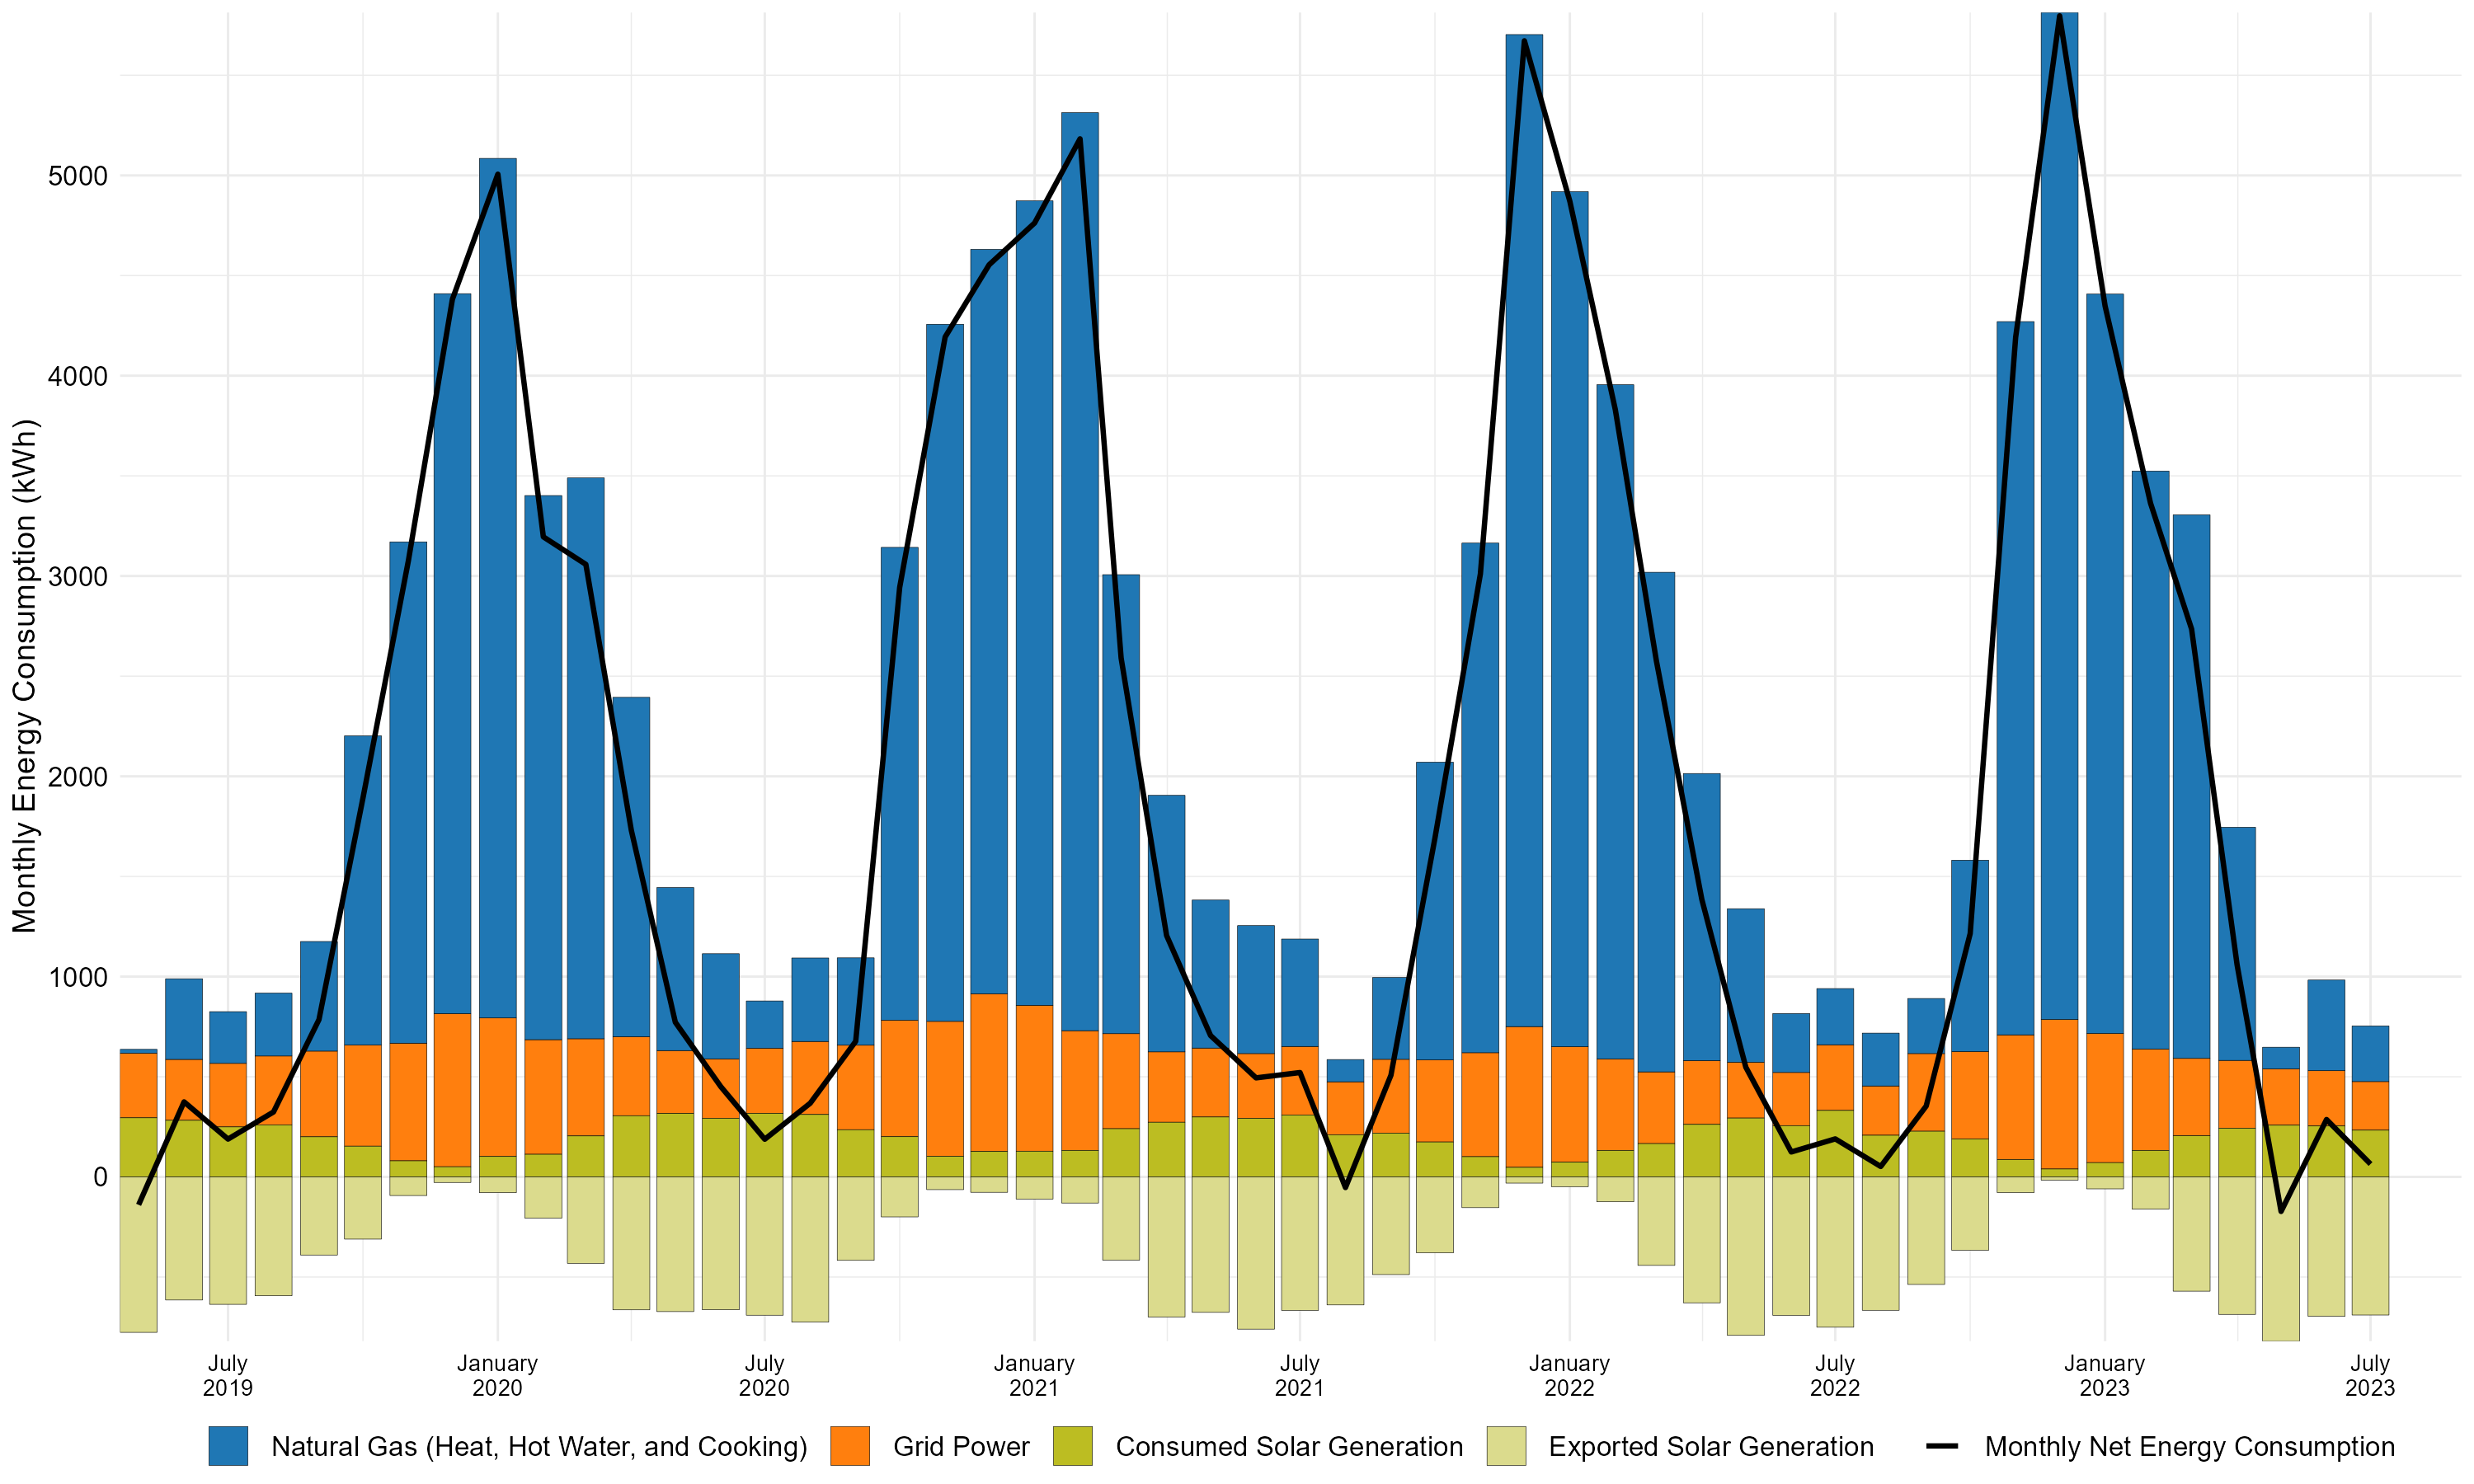 Monthly Energy Consumption (kWh)
5000
4000
3000
2000
1000
0
July
2019
January
2020
July
2020
January
2021
July
2021
January
2022
July
2022
January
2023
July
2023
Natural Gas (Heat, Hot Water, and Cooking)
Grid Power
Consumed Solar Generation
Exported Solar Generation
Monthly Net Energy Consumption